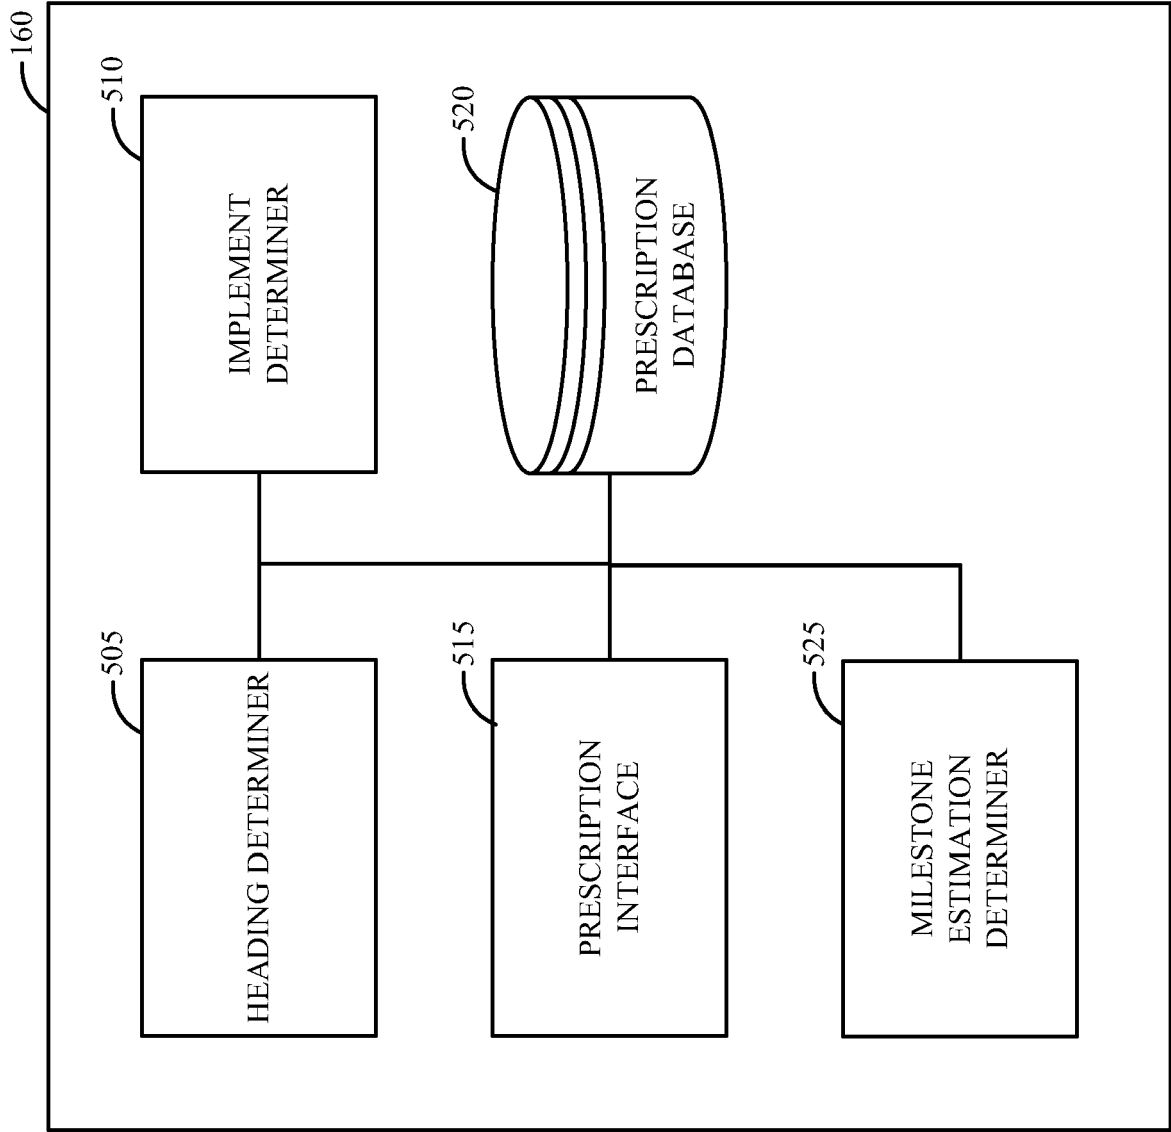 160
505
HEADING DETERMINER
510
IMPLEMENT
DETERMINER
515
PRESCRIPTION
INTERFACE
520
PRESCRIPTION
DATABASE
525
MILESTONE
ESTIMATION
DETERMINER